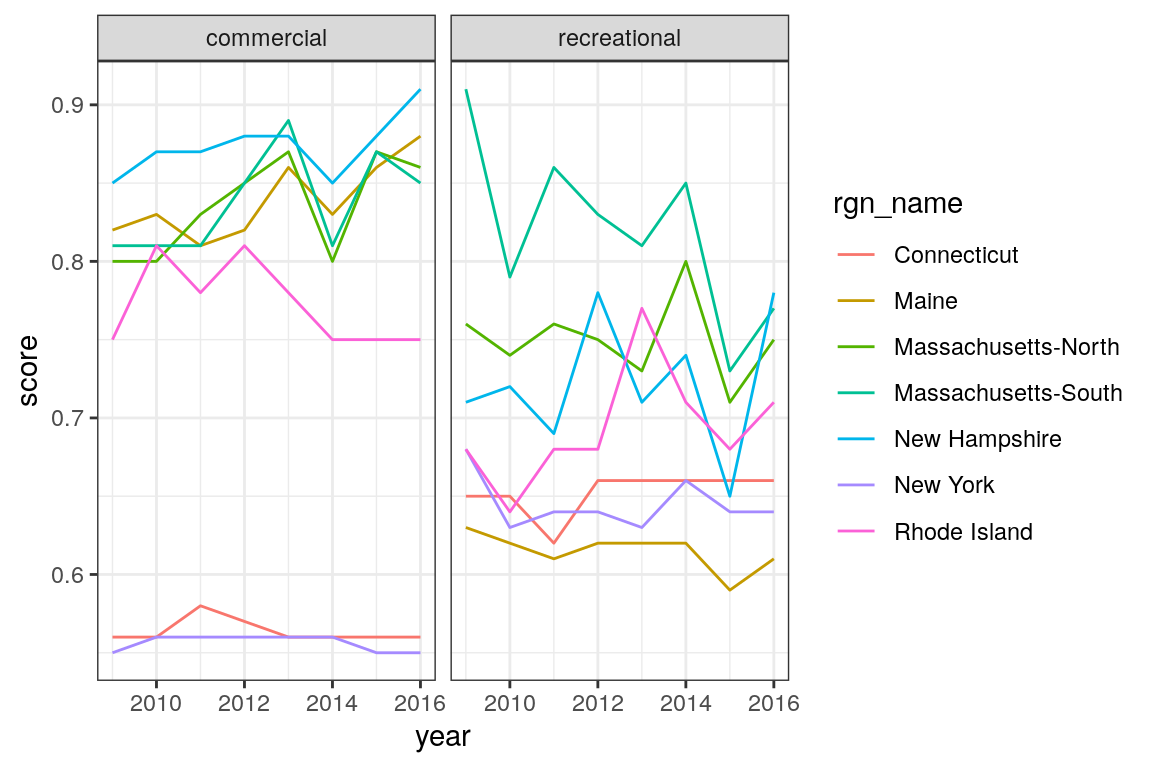 commercial
recreational
0.9
0.8
0.7
0.6
score
2010 2012 2014 2016
2010 2012 2014 2016
year
rgn_name
Connecticut
Maine
Massachusetts-North
Massachusetts-South
New Hampshire
New York
Rhode Island